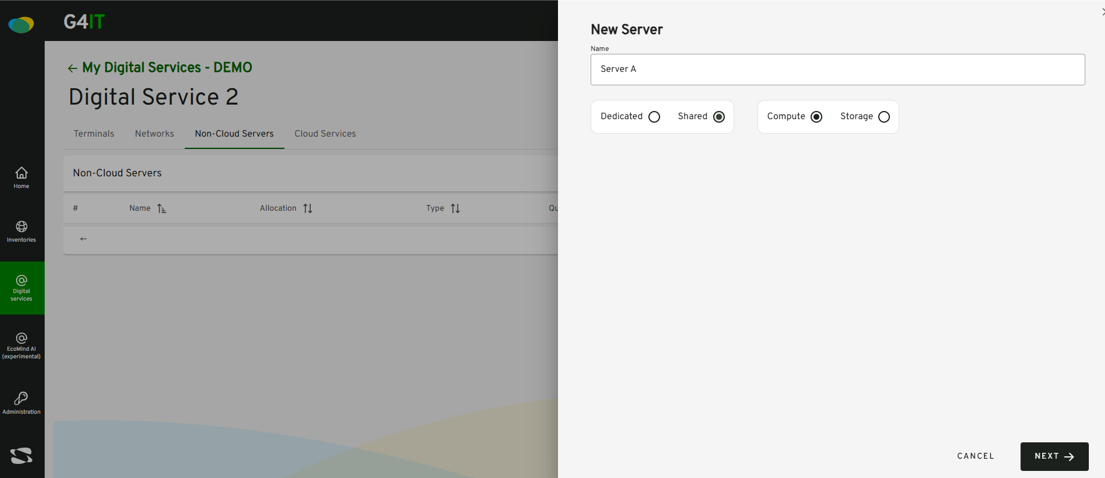 G4IT
← My Digital Services - DEMO
Digital Service 2
Terminals Networks Non-Cloud Servers Cloud Services
Non-Cloud Servers
# Name Allocation Type Qu
←
Home
Inventories
Digital
services
EcoMind AI
(experimental)
Administration
New Server
Name
Server A
Dedicated Shared Compute Storage
CANCEL NEXT →